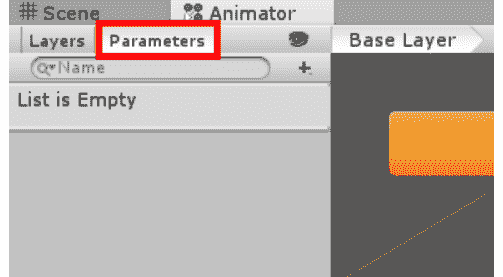 # Scene Animator
Layers Parameters Base Layer
Name
List is Empty